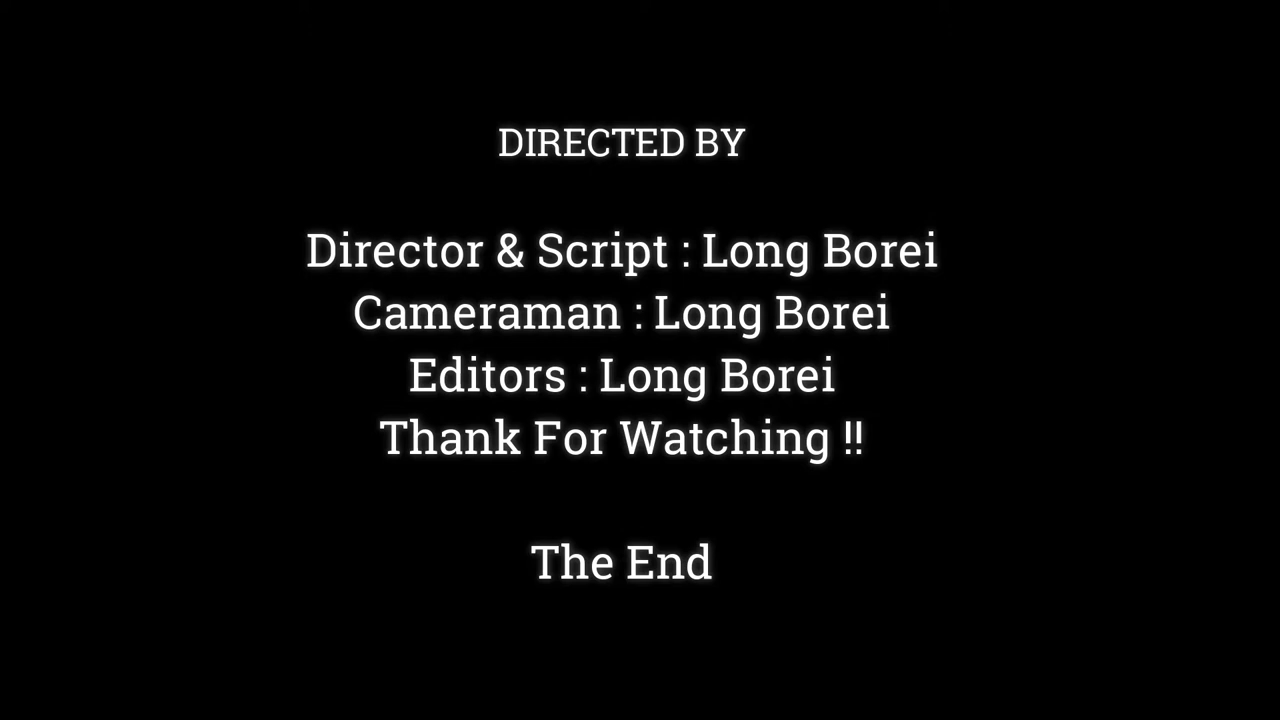 DIRECTED BY
Director & Script : Long Borei
Cameraman : Long Borei
Editors : Long Borei
Thank For Watching !!
The End